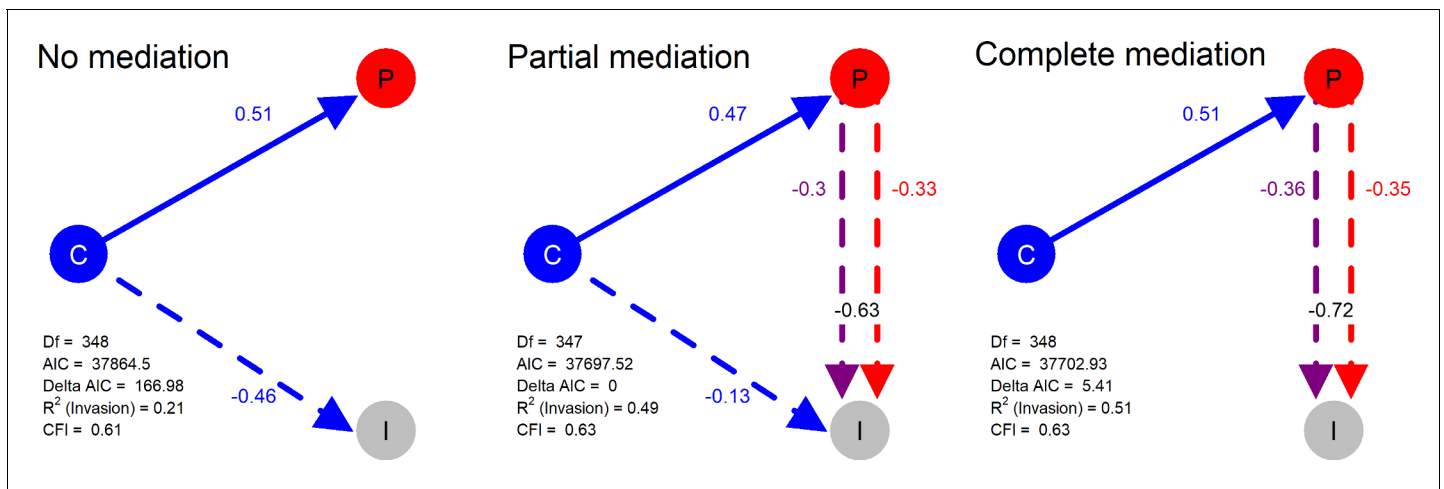 No mediation
P
0.51
C
-0.46
I
Df = 348
AIC = 37864.5
Delta AIC = 166.98
R² (Invasion) = 0.21
CFI = 0.61
Partial mediation
P
0.47
-0.3
-0.33
C
-0.63
-0.13
I
Df = 347
AIC = 37697.52
Delta AIC = 0
R² (Invasion) = 0.49
CFI = 0.63
Complete mediation
P
0.51
-0.36
-0.35
C
-0.72
I
Df = 348
AIC = 37702.93
Delta AIC = 5.41
R² (Invasion) = 0.51
CFI = 0.63